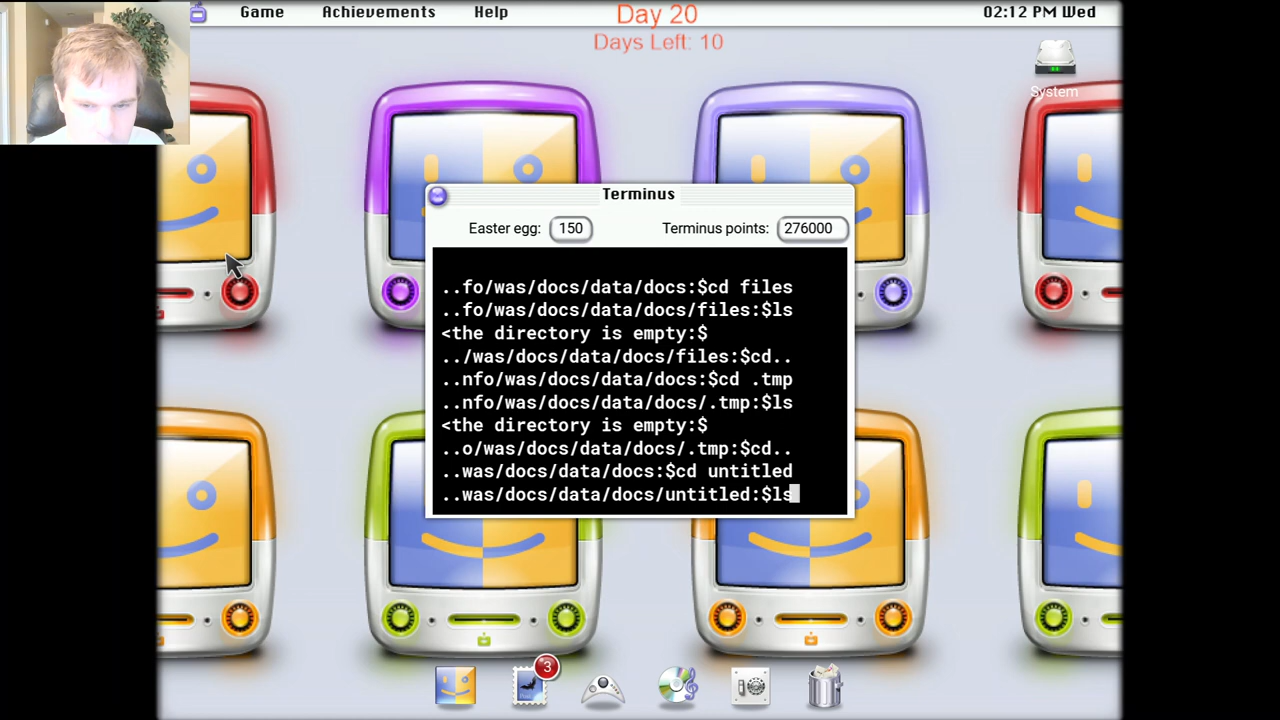 Game Achievements Help Day 20 02:12 PM Wed
Days Left: 10
System
Terminus
Easter egg: 150 Terminus points: 276000
..fo/was/docs/data/docs:$cd files
..fo/was/docs/data/docs/files:$ls
<the directory is empty:$
../was/docs/data/docs/files:$cd..
..nfo/was/docs/data/docs:$cd .tmp
..nfo/was/docs/data/docs/.tmp:$ls
<the directory is empty:$
..o/was/docs/data/docs/.tmp:$cd..
..was/docs/data/docs:$cd untitled
..was/docs/data/docs/untitled:$ls
3